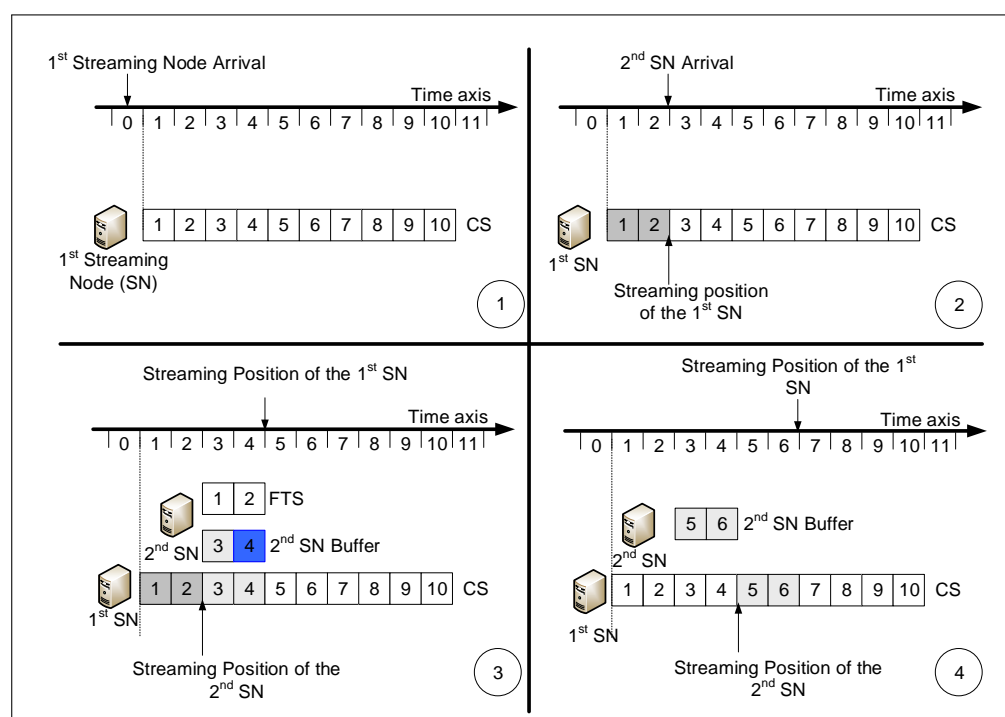 1st Streaming Node Arrival
Time axis
0 1 2 3 4 5 6 7 8 9 10 11
1 2 3 4 5 6 7 8 9 10 CS
1st Streaming
Node (SN)
1
2nd SN Arrival
Time axis
0 1 2 3 4 5 6 7 8 9 10 11
1 2 3 4 5 6 7 8 9 10 CS
1st SN
Streaming position
of the 1st SN
2
Streaming Position of the 1st SN
Time axis
0 1 2 3 4 5 6 7 8 9 10 11
1 2 FTS
2nd SN
3 4 2nd SN Buffer
1 2 3 4 5 6 7 8 9 10 CS
1st SN
Streaming Position of the
2nd SN
3
Streaming Position of the 1st
SN
Time axis
0 1 2 3 4 5 6 7 8 9 10 11
5 6 2nd SN Buffer
2nd SN
1 2 3 4 5 6 7 8 9 10 CS
1st SN
Streaming Position of the
2nd SN
4